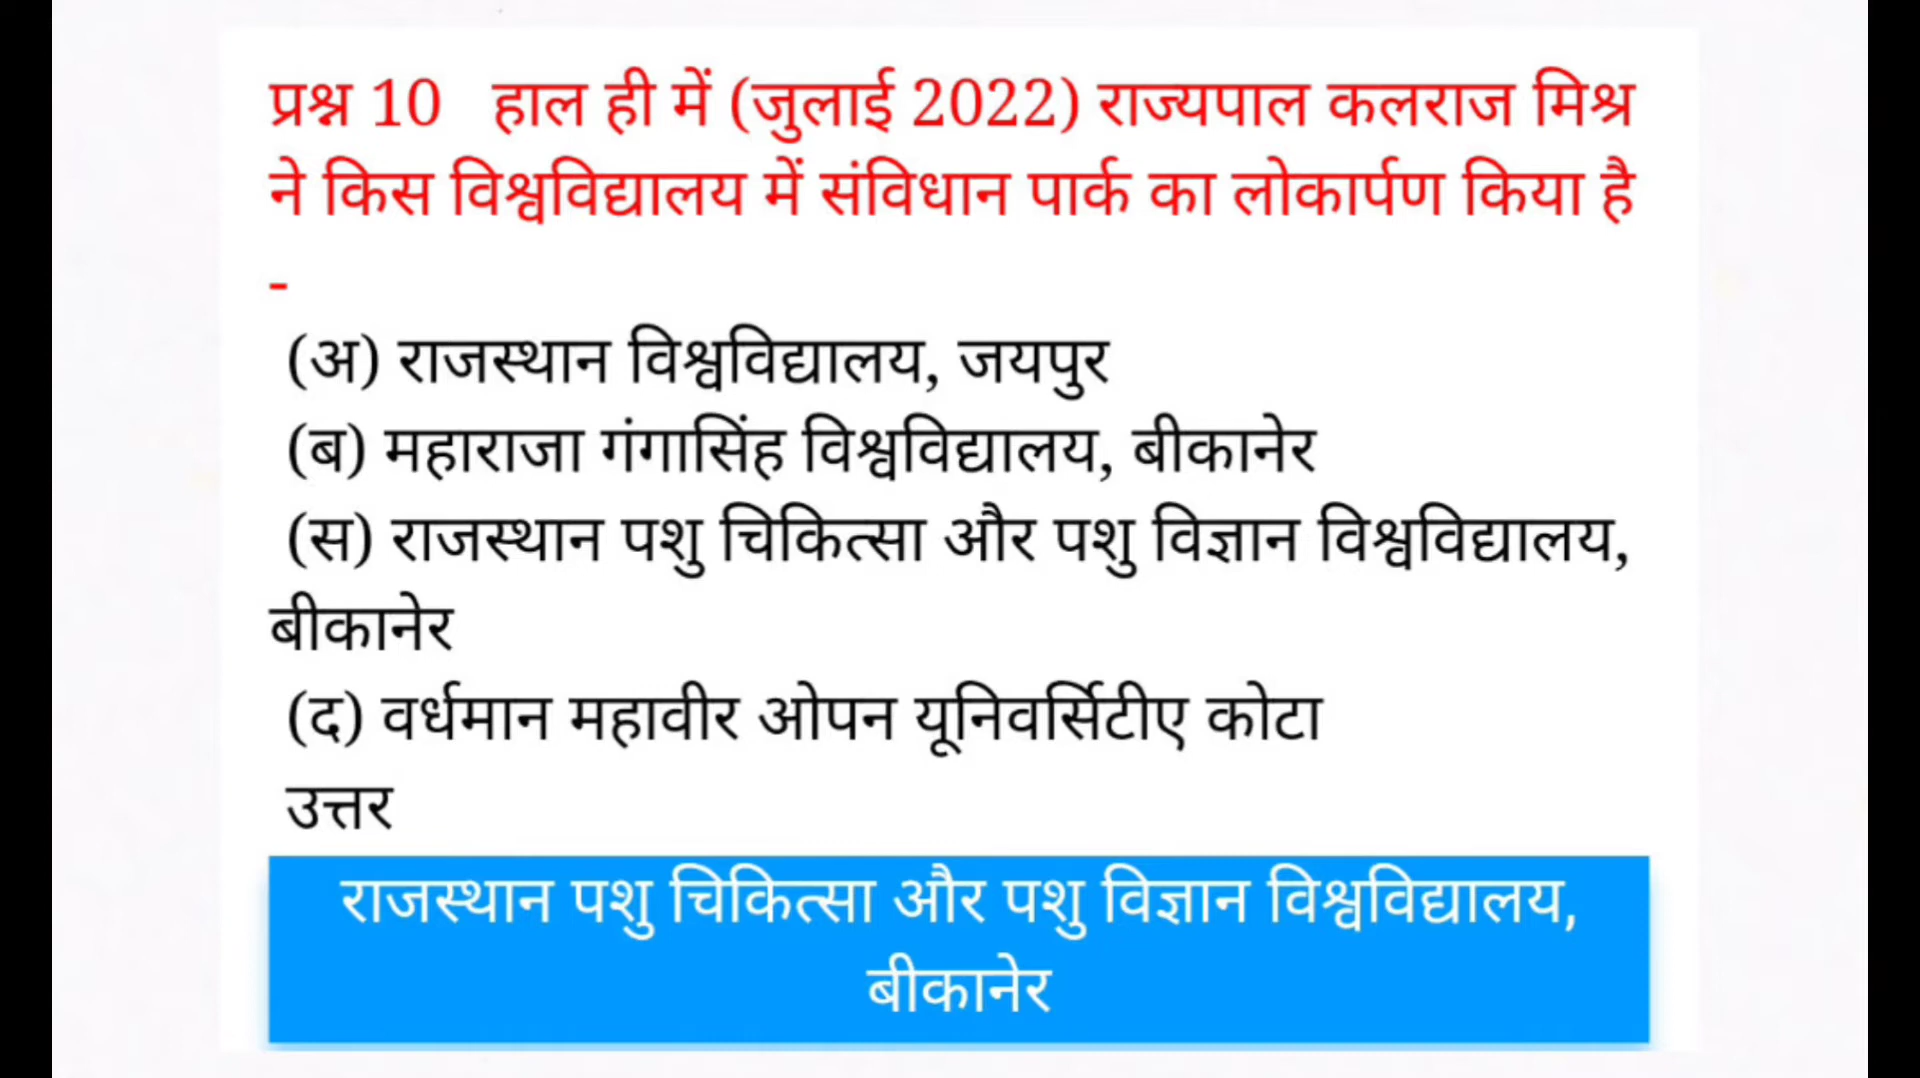 प्रश्न 10 हाल ही में (जुलाई 2022) राज्यपाल कलराज मिश्र
ने किस विश्वविद्यालय में संविधान पार्क का लोकार्पण किया है
-
(अ) राजस्थान विश्वविद्यालय, जयपुर
(ब) महाराजा गंगासिंह विश्वविद्यालय, बीकानेर
(स) राजस्थान पशु चिकित्सा और पशु विज्ञान विश्वविद्यालय,
बीकानेर
(द) वर्धमान महावीर ओपन यूनिवर्सिटीए कोटा
उत्तर
राजस्थान पशु चिकित्सा और पशु विज्ञान विश्वविद्यालय,
बीकानेर